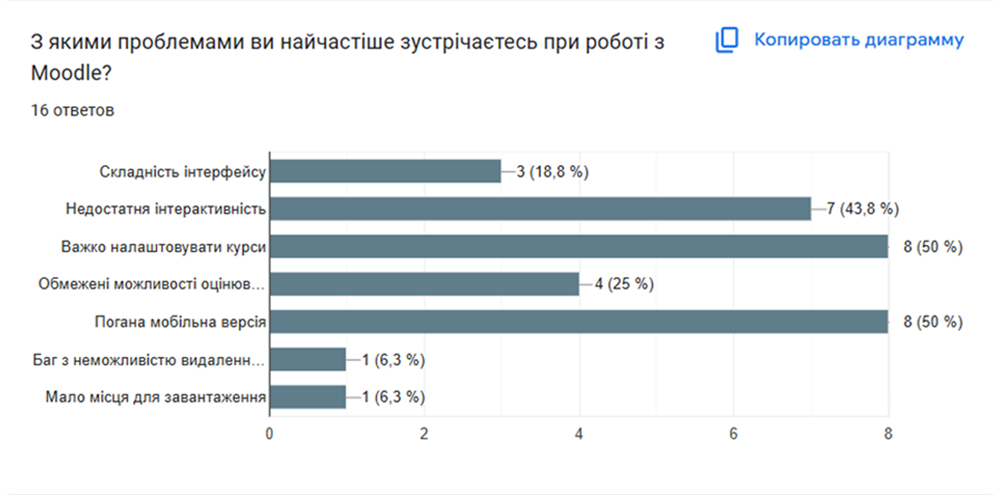 З якими проблемами ви найчастіше зустрічаєтесь при роботі з
Moodle?
Копировать диаграмму
16 ответов
Складність інтерфейсу
3 (18,8 %)
Недостатня інтерактивність
7 (43,8 %)
Важко налаштовувати курси
8 (50 %)
Обмежені можливості оцінюв...
4 (25 %)
Погана мобільна версія
8 (50 %)
Баг з неможливістю видаленн...
1 (6,3 %)
Мало місця для завантаження
1 (6,3 %)
0 2 4 6 8